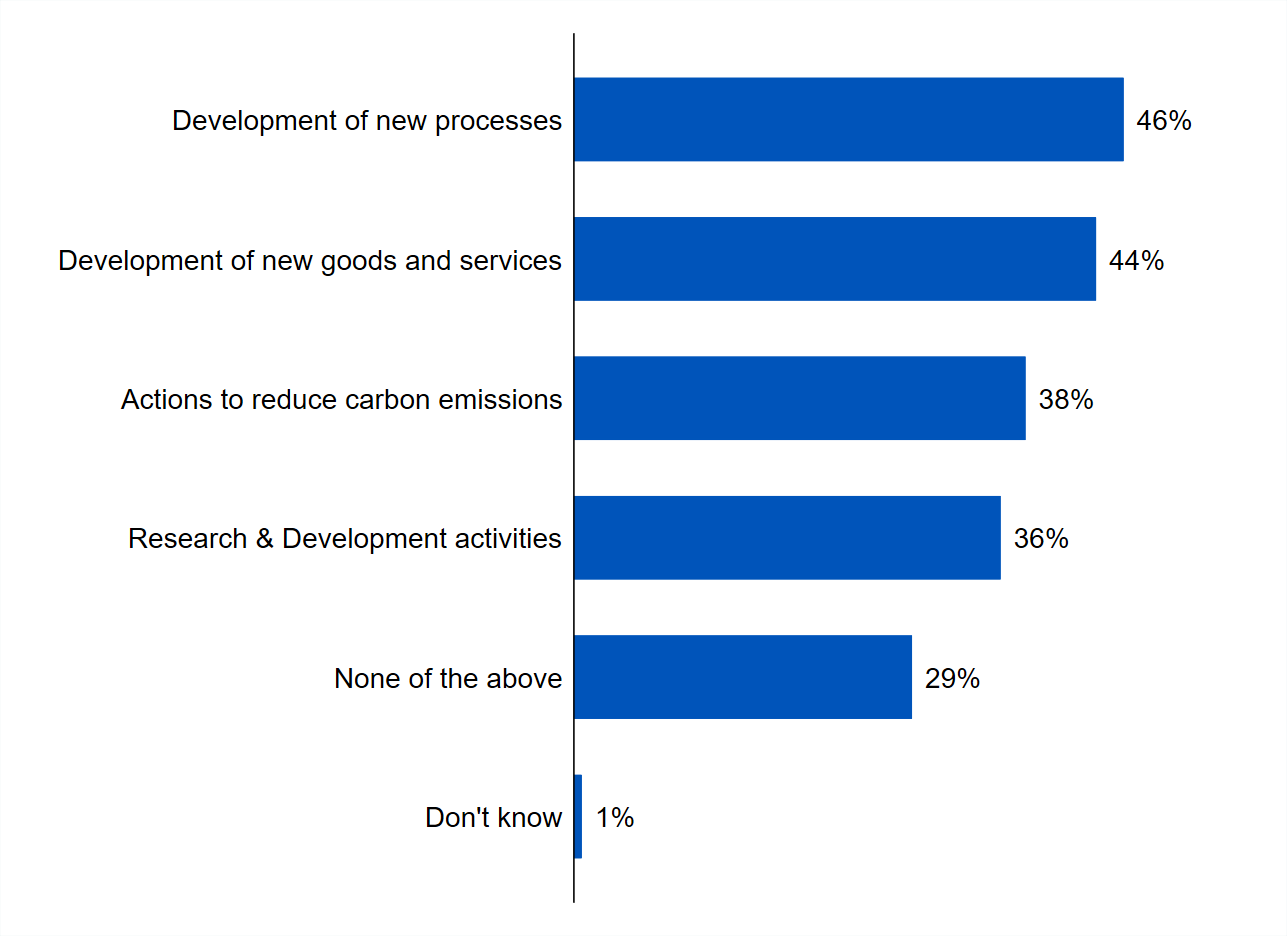 Development of new processes 46%
Development of new goods and services 44%
Actions to reduce carbon emissions 38%
Research & Development activities 36%
None of the above 29%
Don't know 1%